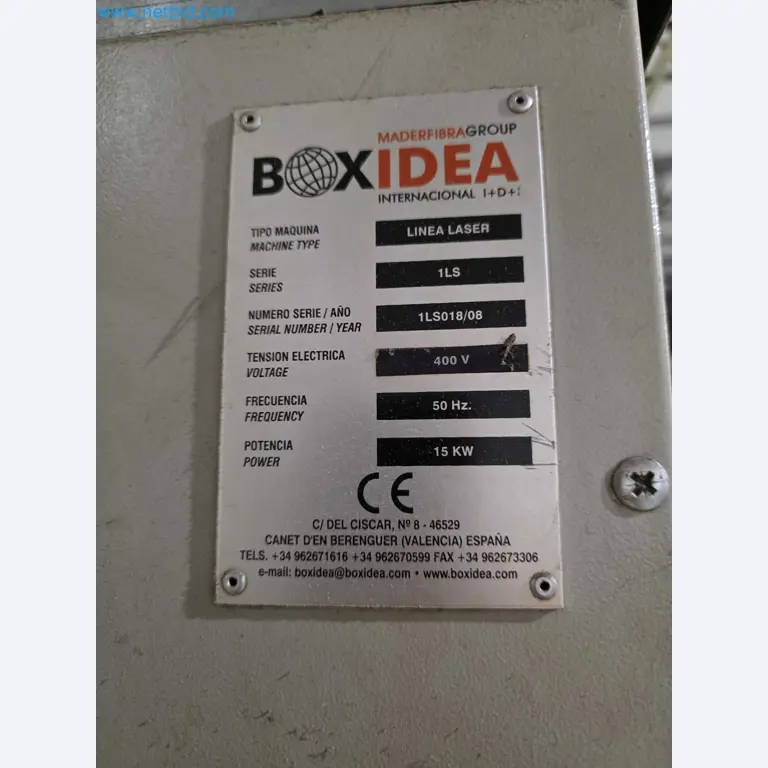 www.netbid.com
MADERFIBRAGROUP
BOXIDEA
INTERNACIONAL I+D+i
TIPO MAQUINA LINEA LASER
MACHINE TYPE
SERIE 1LS
SERIES
NUMERO SERIE / AÑO 1LS018/08
SERIAL NUMBER / YEAR
TENSION ELECTRICA 400 V
VOLTAGE
FRECUENCIA 50 Hz.
FREQUENCY
POTENCIA 15 KW
POWER
CE
C/ DEL CISCAR, Nº 8 - 46529
CANET D'EN BERENGUER (VALENCIA) ESPAÑA
TELS. +34 962671616 +34 962670599 FAX +34 962673306
e-mail: boxidea@boxidea.com • www.boxidea.com